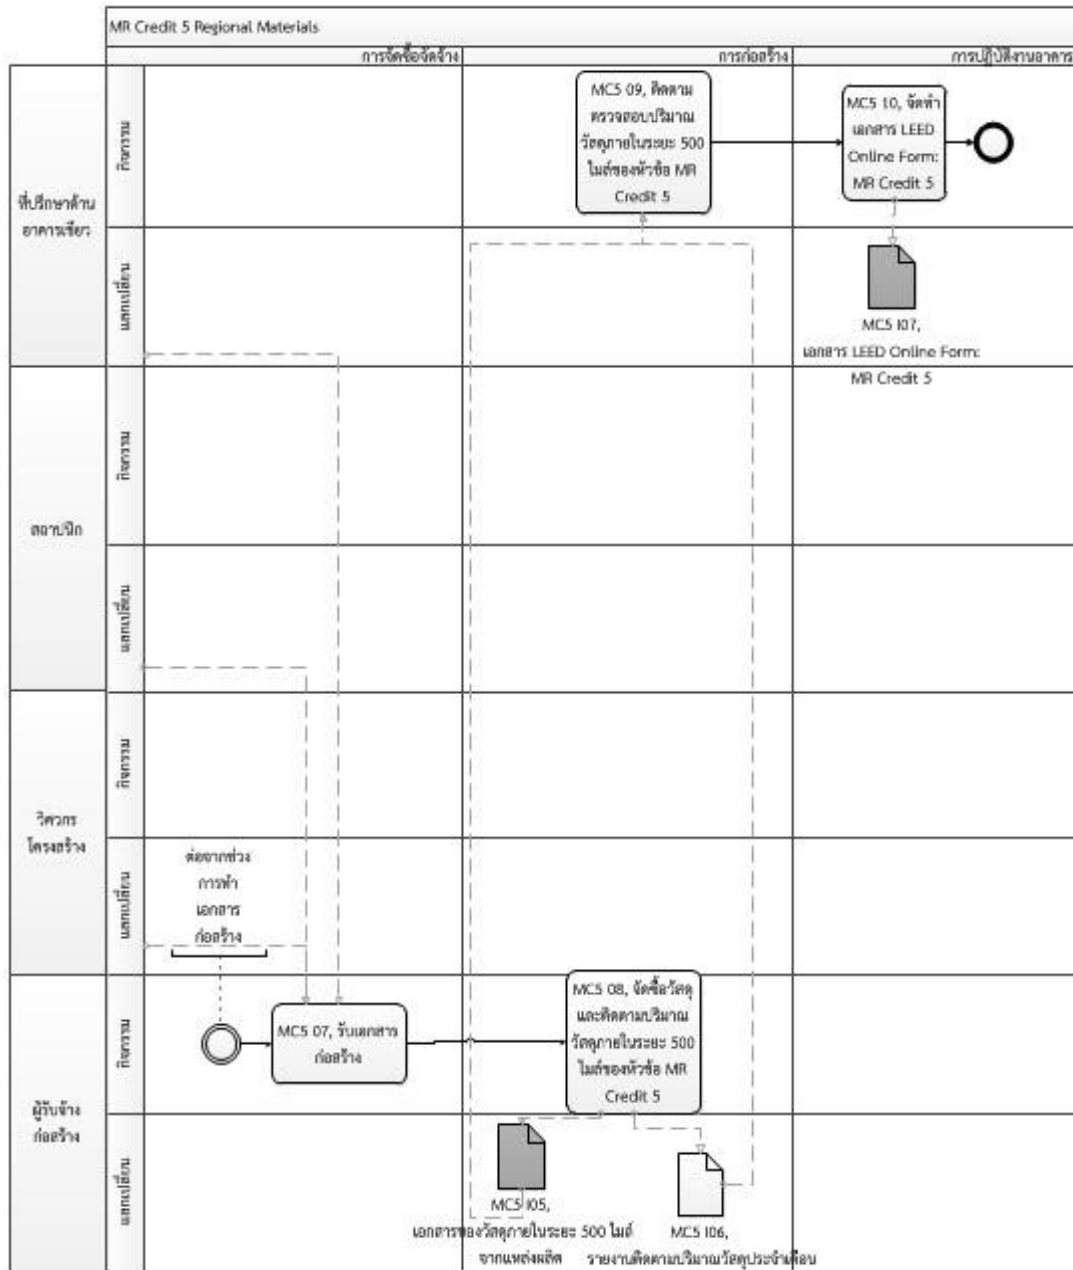 MR Credit 5 Regional Materials
การจัดซื้อจัดจ้าง
การก่อสร้าง
การปฏิบัติงานอาคาร
ที่ปรึกษาด้าน
อาคารเขียว
กิจกรรม
แลกเปลี่ยน
MC5 09, ติดตาม
ตรวจสอบปริมาณ
วัสดุภายในระยะ 500
ไมล์ของหัวข้อ MR
Credit 5
MC5 10, จัดทำ
เอกสาร LEED
Online Form:
MR Credit 5
MC5 I07,
เอกสาร LEED Online Form:
MR Credit 5
สถาปนิก
กิจกรรม
แลกเปลี่ยน
วิศวกร
โครงสร้าง
กิจกรรม
แลกเปลี่ยน
ต่อจากช่วง
การทำ
เอกสาร
ก่อสร้าง
ผู้รับจ้าง
ก่อสร้าง
กิจกรรม
แลกเปลี่ยน
MC5 07, รับเอกสาร
ก่อสร้าง
MC5 08, จัดซื้อวัสดุ
และติดตามปริมาณ
วัสดุภายในระยะ 500
ไมล์ของหัวข้อ MR
Credit 5
MC5 I05,
เอกสารของวัสดุภายในระยะ 500 ไมล์
จากแหล่งผลิต
MC5 I06,
รายงานติดตามปริมาณวัสดุประจำเดือน